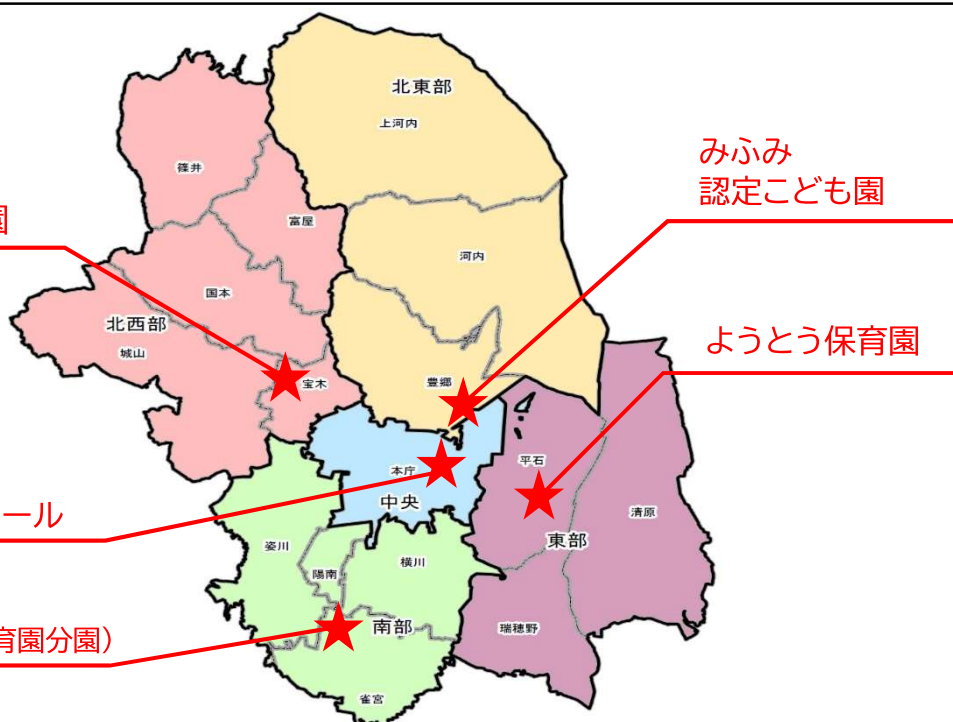 北東部
上河内
みふみ
認定こども園
篠井
園
富屋
河内
国本
北西部
城山
ようとう保育園
宝木
豊郷
平石
本庁
中央
清原
ール
東部
姿川
横川
陽南
南部
瑞穂野
育園分園）
雀宮